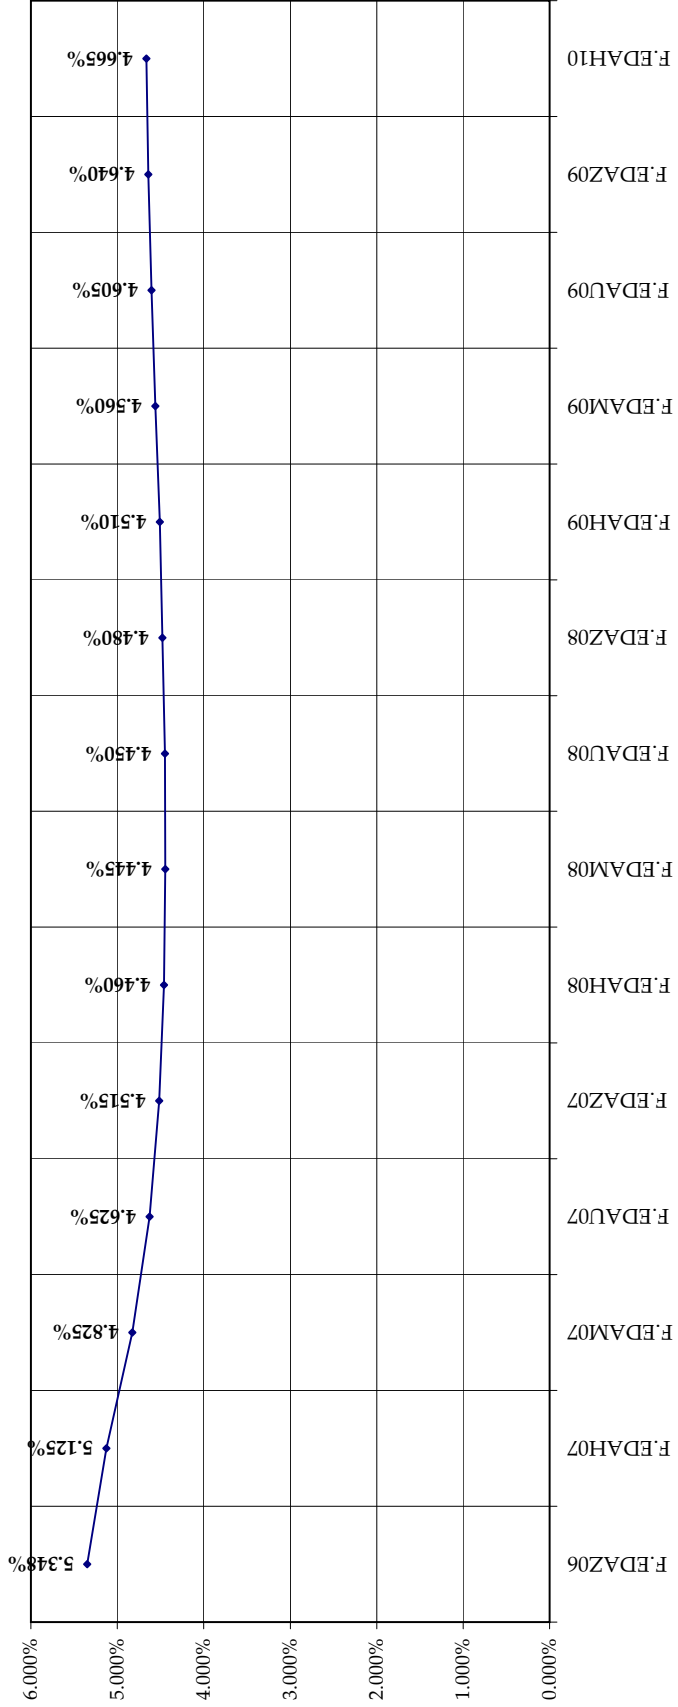 6.000%
5.000%
4.000%
3.000%
2.000%
1.000%
0.000%
5.348%
5.125%
4.825%
4.625%
4.515%
4.460%
4.445%
4.450%
4.480%
4.510%
4.560%
4.605%
4.640%
4.665%
F.EDAZ06
F.EDAH07
F.EDAM07
F.EDAU07
F.EDAZ07
F.EDAH08
F.EDAM08
F.EDAU08
F.EDAZ08
F.EDAH09
F.EDAM09
F.EDAU09
F.EDAZ09
F.EDAH10